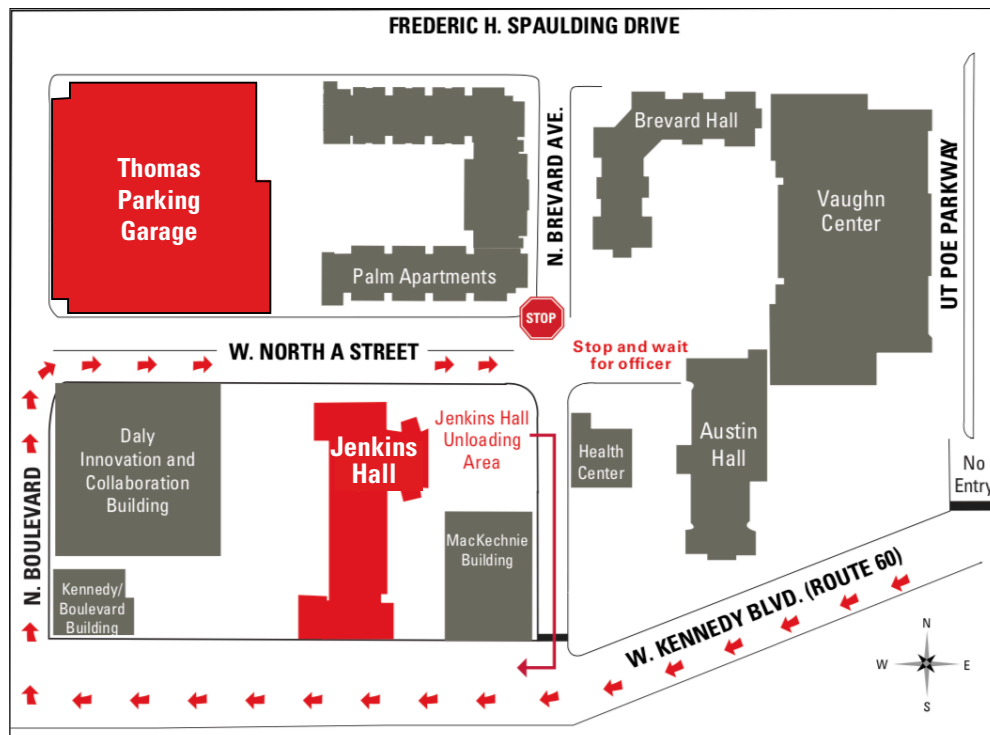 FREDERIC H. SPAULDING DRIVE
Thomas
Parking
Garage
Palm Apartments
N. BREVARD AVE.
Brevard Hall
Vaughn
Center
UT POE PARKWAY
STOP
W. NORTH A STREET
Stop and wait
for officer
N. BOULEVARD
Daly
Innovation and
Collaboration
Building
Jenkins
Hall
Jenkins Hall
Unloading
Area
Health
Center
Austin
Hall
No
Entry
MacKechnie
Building
Kennedy/
Boulevard
Building
W. KENNEDY BLVD. (ROUTE 60)
N
W
E
S